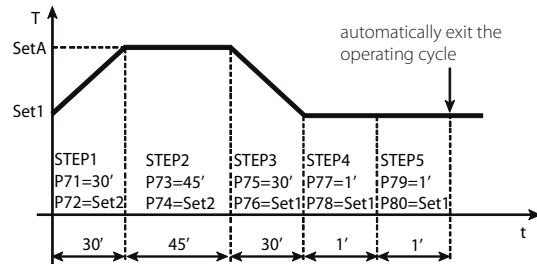 T
automatically exit the
operating cycle
SetA
Set1
STEP1 STEP2 STEP3 STEP4 STEP5
P71=30’ P73=45’ P75=30’ P77=1’ P79=1’
P72=Set2 P74=Set2 P76=Set1 P78=Set1 P80=Set1
t
30’ 45’ 30’ 1’ 1’